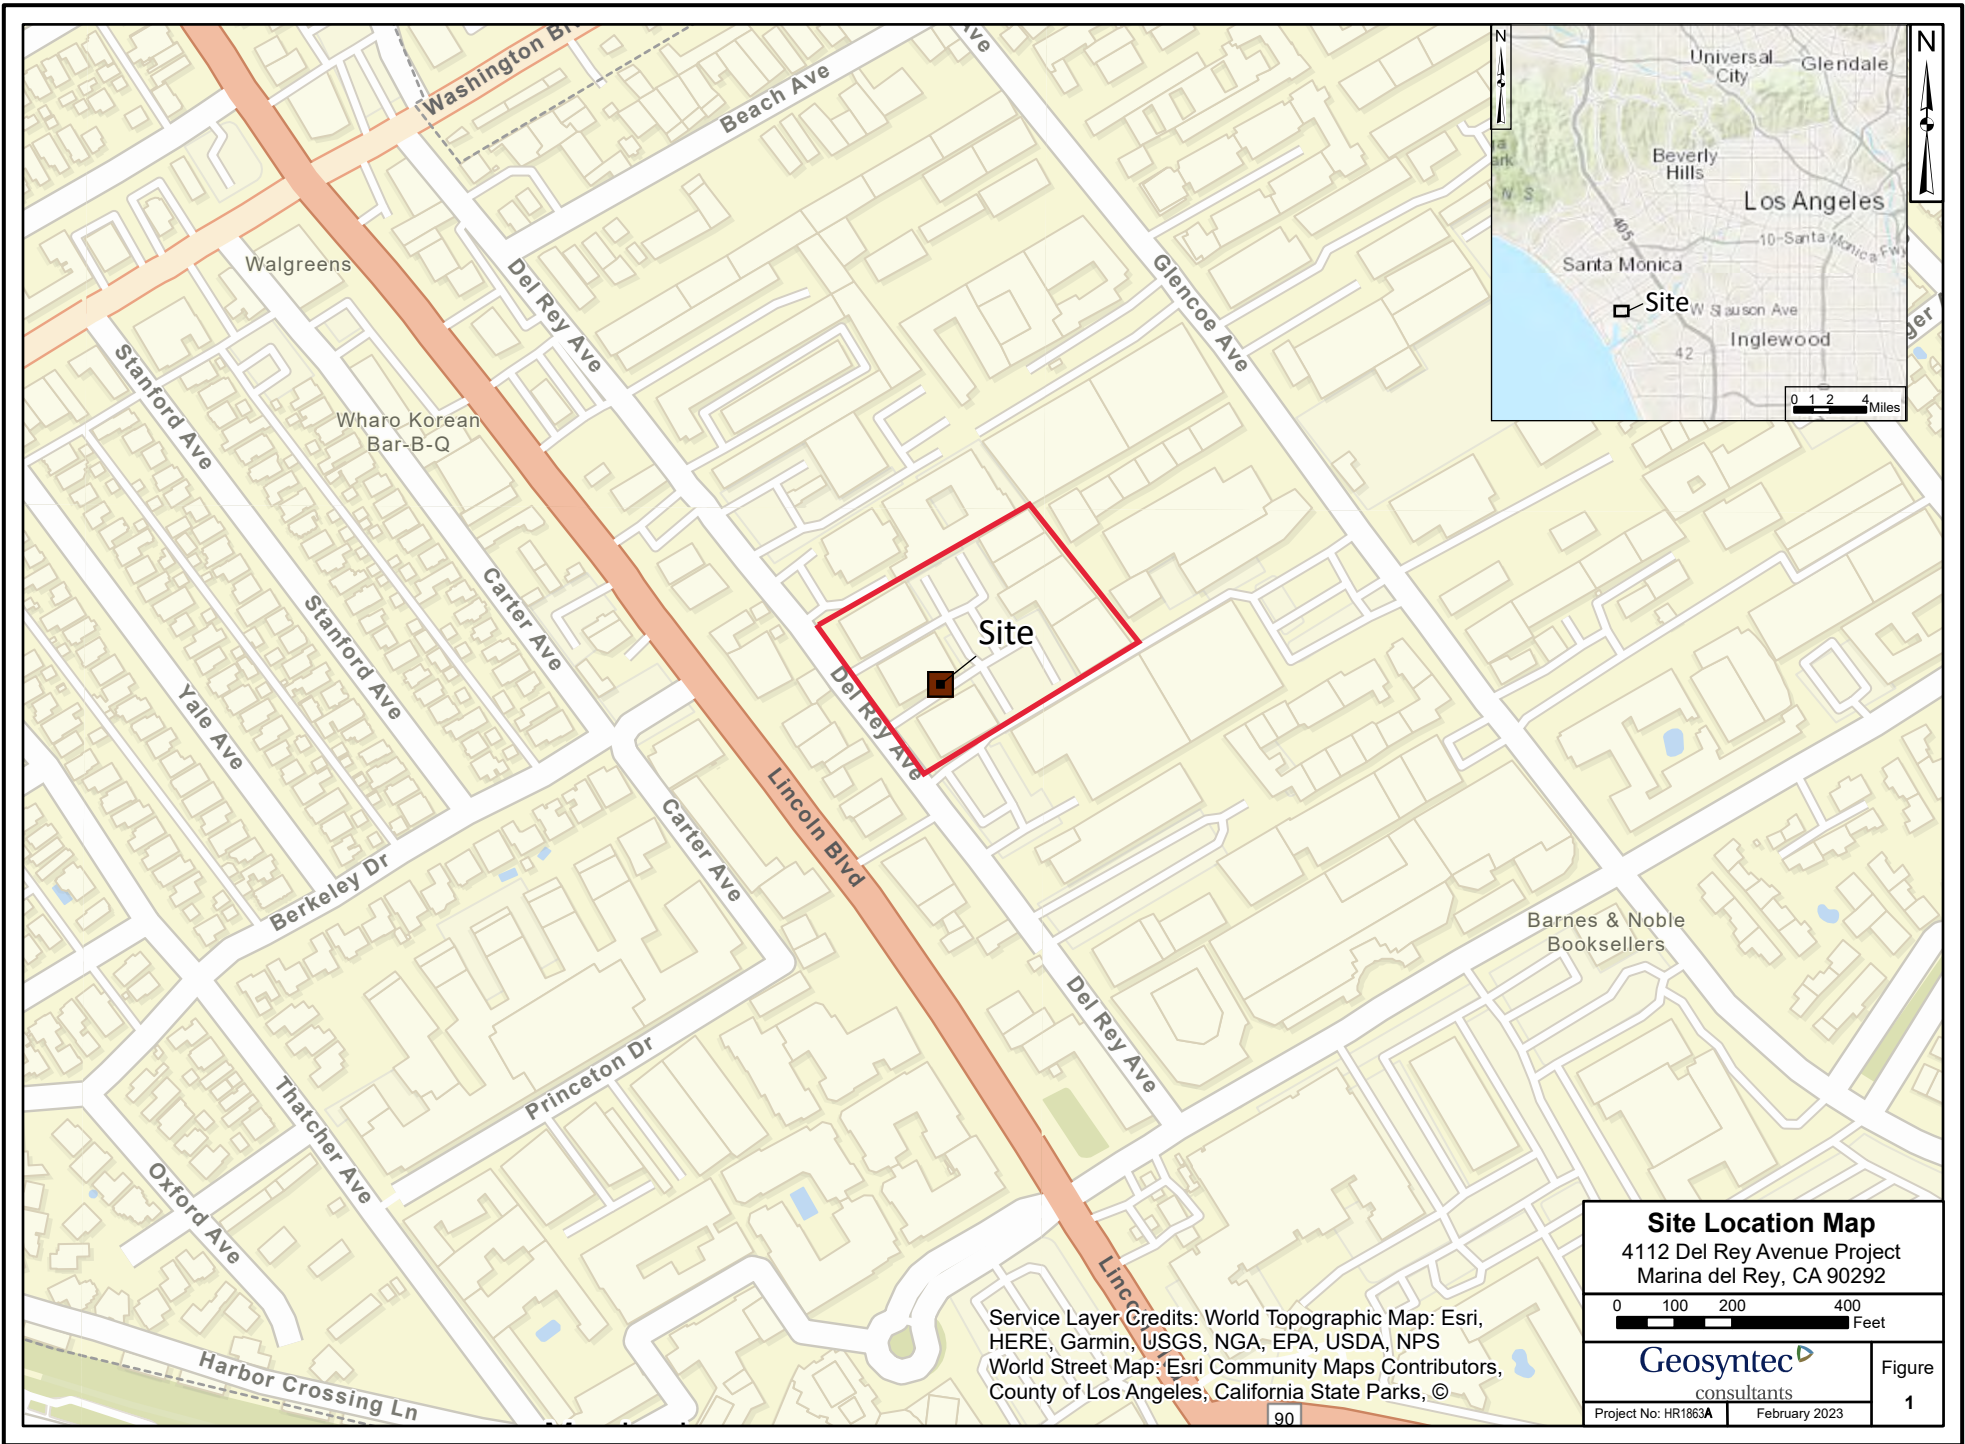 Washington B
Beach Ave
Ave
Walgreens
Del Rey Ave
Glencoe Ave
Stanford Ave
Wharo Korean
Bar-B-Q
Carter Ave
Stanford Ave
Yale Ave
Site
Del Rey Ave
Lincoln Blvd
Carter Ave
Berkeley Dr
Barnes & Noble
Booksellers
Del Rey Ave
Princeton Dr
Thatcher Ave
Oxford Ave
Harbor Crossing Ln
90
N
Universal
City
Glendale
Beverly
Hills
Los Angeles
405
10-Santa Monica Fwy
Santa Monica
Site
W Slauson Ave
Inglewood
42
0 1 2 4
Miles
N
Service Layer Credits: World Topographic Map: Esri,
HERE, Garmin, USGS, NGA, EPA, USDA, NPS
World Street Map: Esri Community Maps Contributors,
County of Los Angeles, California State Parks, ©
Site Location Map
4112 Del Rey Avenue Project
Marina del Rey, CA 90292
0 100 200 400
Feet
Geosyntec
consultants
Figure
1
Project No: HR1863A
February 2023